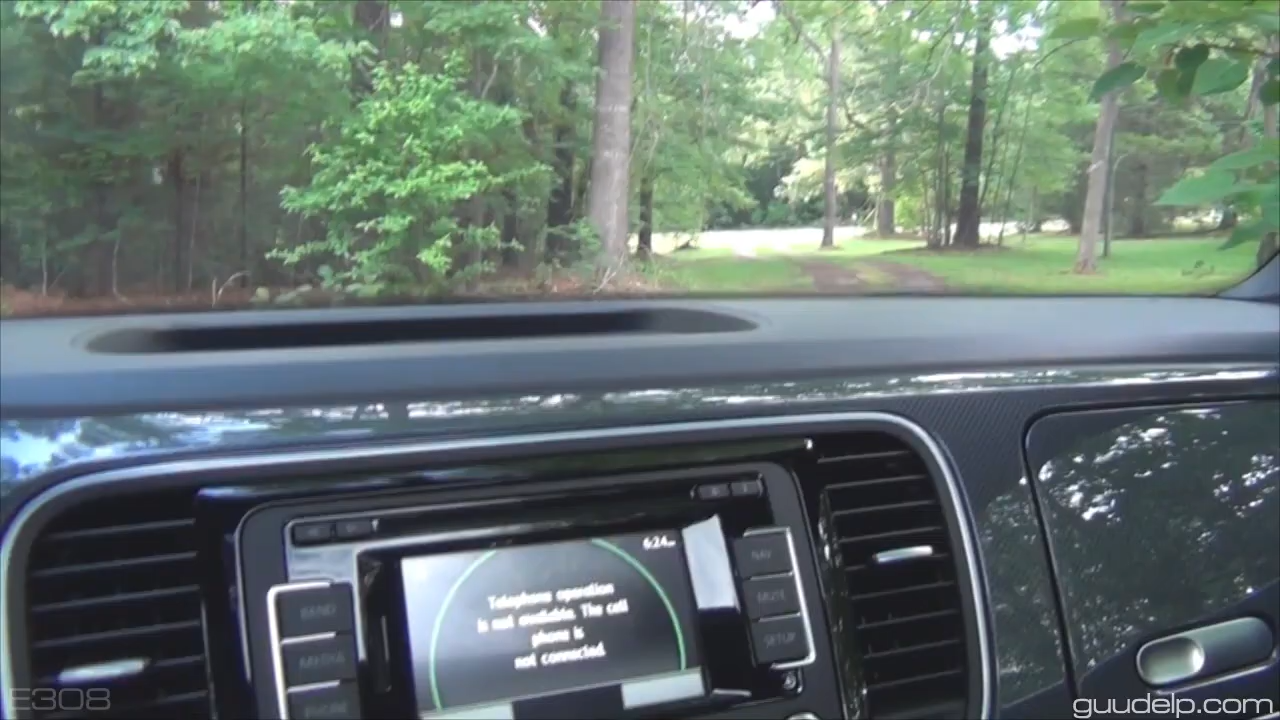 6:24
Telephone operation
is not available. The cell
phone is
not connected.
BAND
NAV
MEDIA
MUTE
PHONE
SETUP
E308
guudelp.com